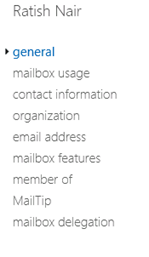 Ratish Nair
general
mailbox usage
contact information
organization
email address
mailbox features
member of
MailTip
mailbox delegation